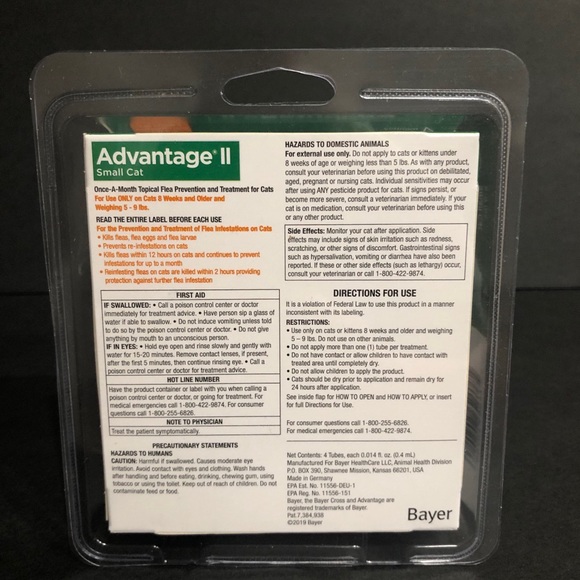 Advantage® II
Small Cat
Once-A-Month Topical Flea Prevention and Treatment for Cats
For Use ONLY on Cats 8 Weeks and Older and
Weighing 5 - 9 lbs.
READ THE ENTIRE LABEL BEFORE EACH USE
For the Prevention and Treatment of Flea Infestations on Cats
• Kills fleas, flea eggs and flea larvae
• Prevents re-infestations on cats
• Kills fleas within 12 hours on cats and continues to prevent
infestations for up to a month
• Reinfesting fleas on cats are killed within 2 hours providing
protection against further flea infestation
FIRST AID
IF SWALLOWED: • Call a poison control center or doctor
immediately for treatment advice. • Have person sip a glass of
water if able to swallow. • Do not induce vomiting unless told
to do so by the poison control center or doctor. • Do not give
anything by mouth to an unconscious person.
IF IN EYES: • Hold eye open and rinse slowly and gently with
water for 15-20 minutes. Remove contact lenses, if present,
after the first 5 minutes, then continue rinsing eye. • Call a
poison control center or doctor for treatment advice.
HOT LINE NUMBER
Have the product container or label with you when calling a
poison control center or doctor, or going for treatment. For
medical emergencies call 1-800-422-9874. For consumer
questions call 1-800-255-6826.
NOTE TO PHYSICIAN
Treat the patient symptomatically.
PRECAUTIONARY STATEMENTS
HAZARDS TO HUMANS
CAUTION: Harmful if swallowed. Causes moderate eye
irritation. Avoid contact with eyes and clothing. Wash hands
after handling and before eating, drinking, chewing gum, using
tobacco or using the toilet. Keep out of reach of children. Do not
contaminate feed or food.
HAZARDS TO DOMESTIC ANIMALS
For external use only. Do not apply to cats or kittens under
8 weeks of age or weighing less than 5 lbs. As with any product,
consult your veterinarian before using this product on debilitated,
aged, pregnant or nursing cats. Individual sensitivities may occur
after using ANY pesticide product for cats. If signs persist, or
become more severe, consult a veterinarian immediately. If your
cat is on medication, consult your veterinarian before using this
or any other product.
Side Effects: Monitor your cat after application. Side
effects may include signs of skin irritation such as redness,
scratching, or other signs of discomfort. Gastrointestinal signs
such as hypersalivation, vomiting or diarrhea have also been
reported. If these or other side effects (such as lethargy) occur,
consult your veterinarian or call 1-800-422-9874.
DIRECTIONS FOR USE
It is a violation of Federal Law to use this product in a manner
inconsistent with its labeling.
RESTRICTIONS:
• Use only on cats or kittens 8 weeks and older and weighing
5 – 9 lbs. Do not use on other animals.
• Do not apply more than one (1) tube per treatment.
• Do not have contact or allow children to have contact with
treated area until completely dry.
• Do not allow children to apply the product.
• Cats should be dry prior to application and remain dry for
24 hours after application.
See inside flap for HOW TO OPEN and HOW TO APPLY, or insert
for full Directions for Use.
For consumer questions call 1-800-255-6826.
For medical emergencies call 1-800-422-9874.
Net Contents: 4 Tubes, each 0.014 fl. oz. (0.4 mL)
Manufactured For Bayer HealthCare LLC, Animal Health Division
P.O. BOX 390, Shawnee Mission, Kansas 66201, USA
Made in Germany
EPA Est. No. 11556-DEU-1
EPA Reg. No. 11556-151
Bayer, the Bayer Cross and Advantage are
registered trademarks of Bayer.
Pat.7,384,938
©2019 Bayer
Bayer